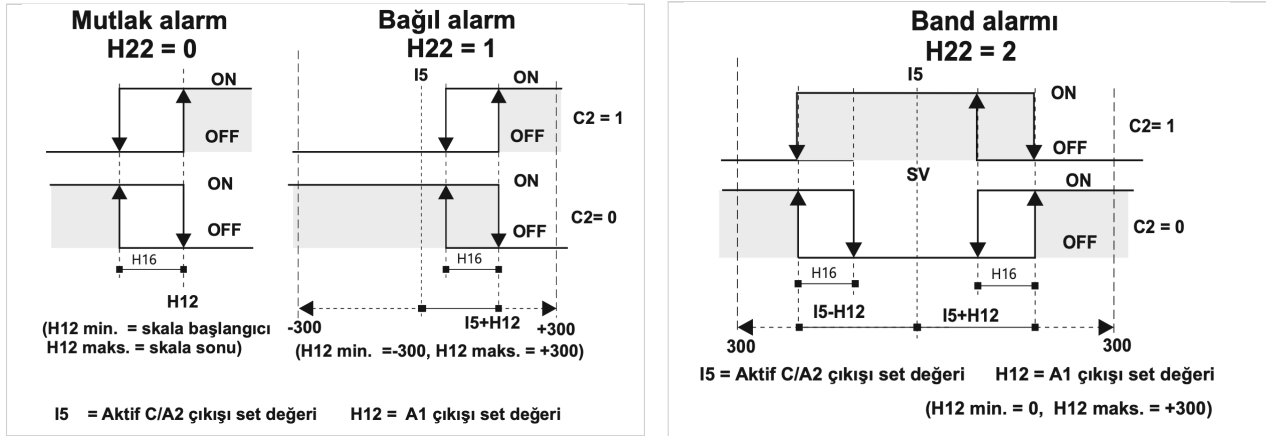 Mutlak alarm
H22 = 0
ON
OFF
ON
OFF
H16
H12
(H12 min. = skala başlangıcı
H12 maks. = skala sonu)
Bağıl alarm
H22 = 1
I5
ON
OFF
C2 = 1
ON
OFF
C2= 0
H16
I5+H12
-300
+300
(H12 min. =-300, H12 maks. = +300)
I5 = Aktif C/A2 çıkışı set değeri H12 = A1 çıkışı set değeri
Band alarmı
H22 = 2
I5
ON
OFF
C2= 1
SV
ON
OFF
C2 = 0
H16
H16
I5-H12
I5+H12
300
300
I5 = Aktif C/A2 çıkışı set değeri H12 = A1 çıkışı set değeri
(H12 min. = 0, H12 maks. = +300)